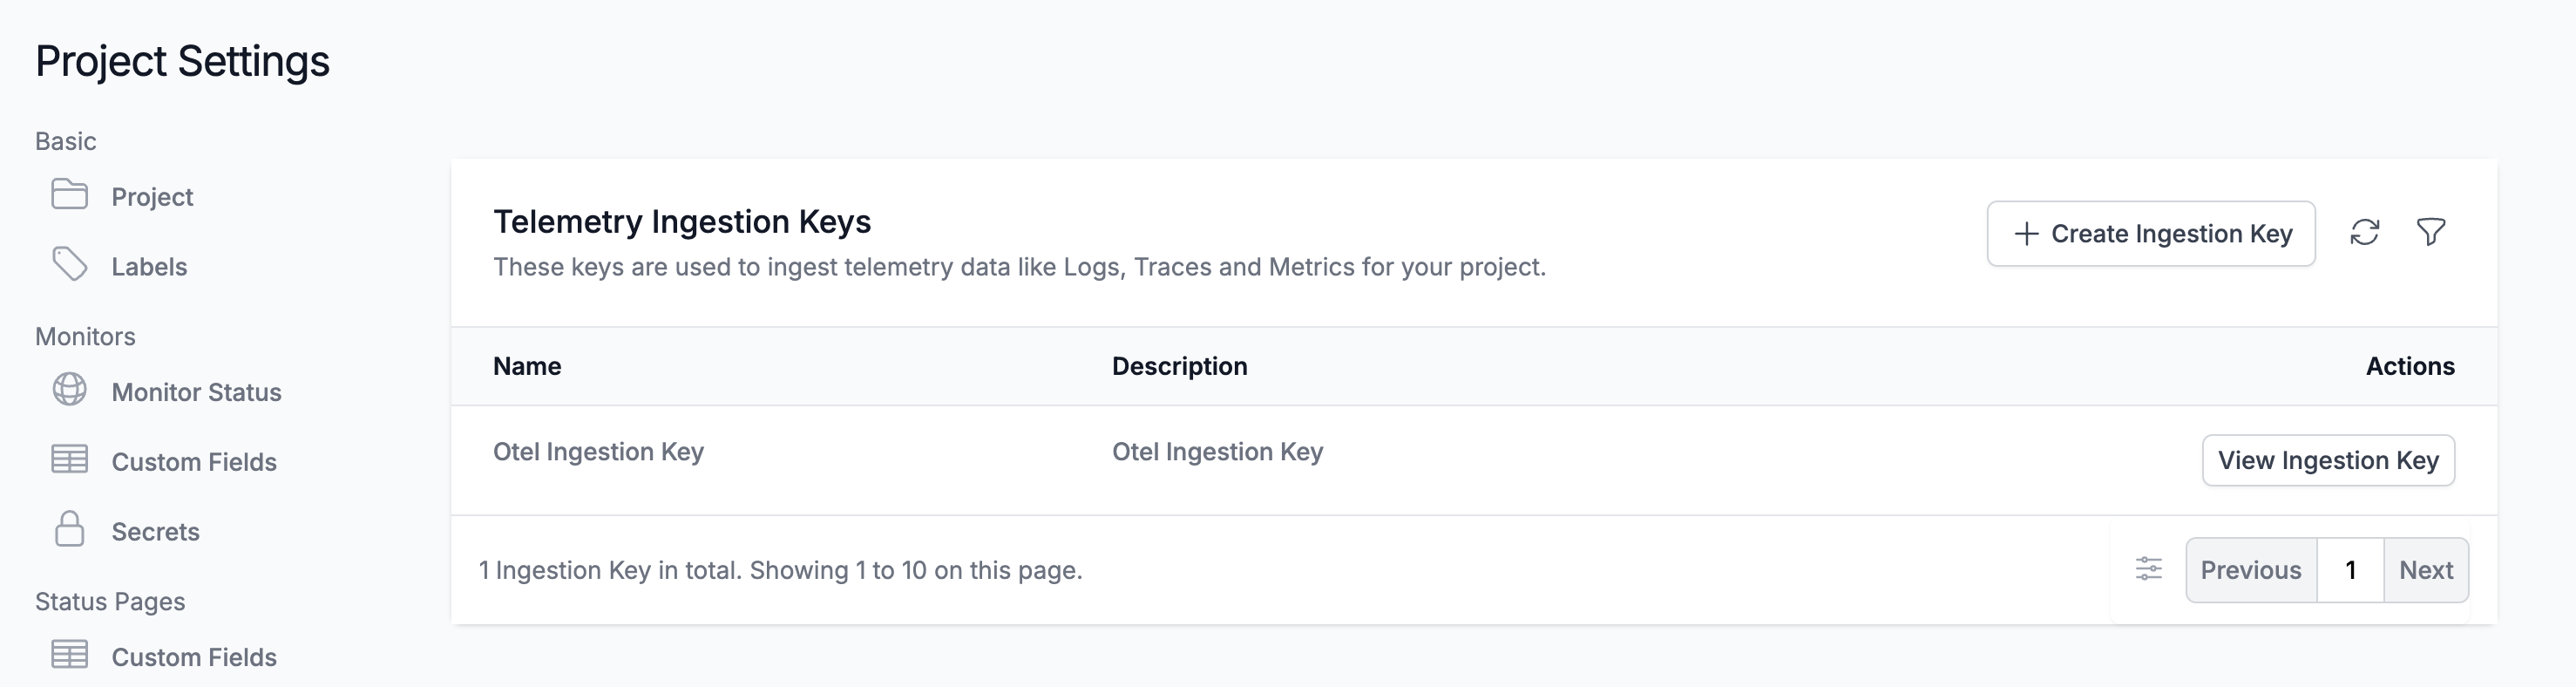 Project Settings
Basic
Project
Labels
Monitors
Monitor Status
Custom Fields
Secrets
Status Pages
Custom Fields
Telemetry Ingestion Keys
These keys are used to ingest telemetry data like Logs, Traces and Metrics for your project.
Create Ingestion Key
Name Description Actions
Otel Ingestion Key Otel Ingestion Key View Ingestion Key
1 Ingestion Key in total. Showing 1 to 10 on this page.
Previous 1 Next